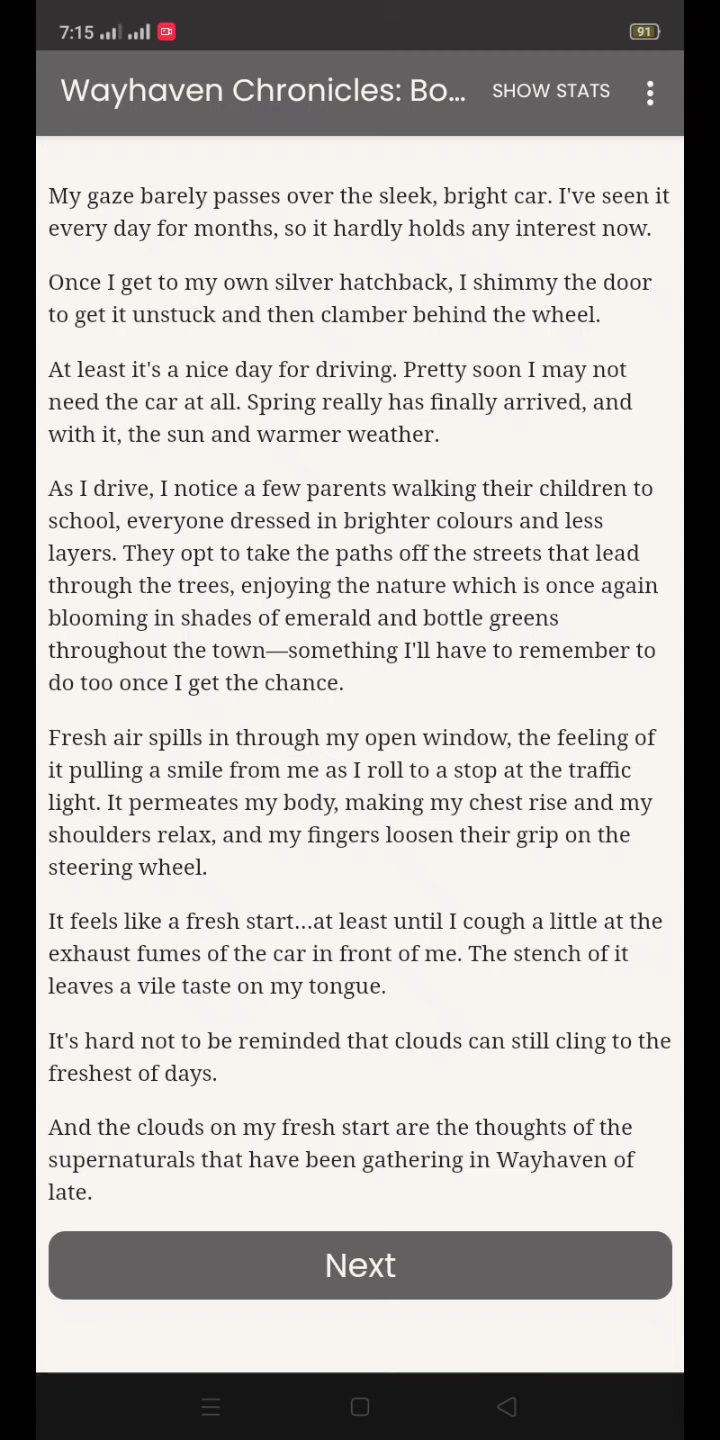 7:15
91
Wayhaven Chronicles: Bo...
SHOW STATS
My gaze barely passes over the sleek, bright car. I've seen it
every day for months, so it hardly holds any interest now.
Once I get to my own silver hatchback, I shimmy the door
to get it unstuck and then clamber behind the wheel.
At least it's a nice day for driving. Pretty soon I may not
need the car at all. Spring really has finally arrived, and
with it, the sun and warmer weather.
As I drive, I notice a few parents walking their children to
school, everyone dressed in brighter colours and less
layers. They opt to take the paths off the streets that lead
through the trees, enjoying the nature which is once again
blooming in shades of emerald and bottle greens
throughout the town—something I'll have to remember to
do too once I get the chance.
Fresh air spills in through my open window, the feeling of
it pulling a smile from me as I roll to a stop at the traffic
light. It permeates my body, making my chest rise and my
shoulders relax, and my fingers loosen their grip on the
steering wheel.
It feels like a fresh start...at least until I cough a little at the
exhaust fumes of the car in front of me. The stench of it
leaves a vile taste on my tongue.
It's hard not to be reminded that clouds can still cling to the
freshest of days.
And the clouds on my fresh start are the thoughts of the
supernaturals that have been gathering in Wayhaven of
late.
Next